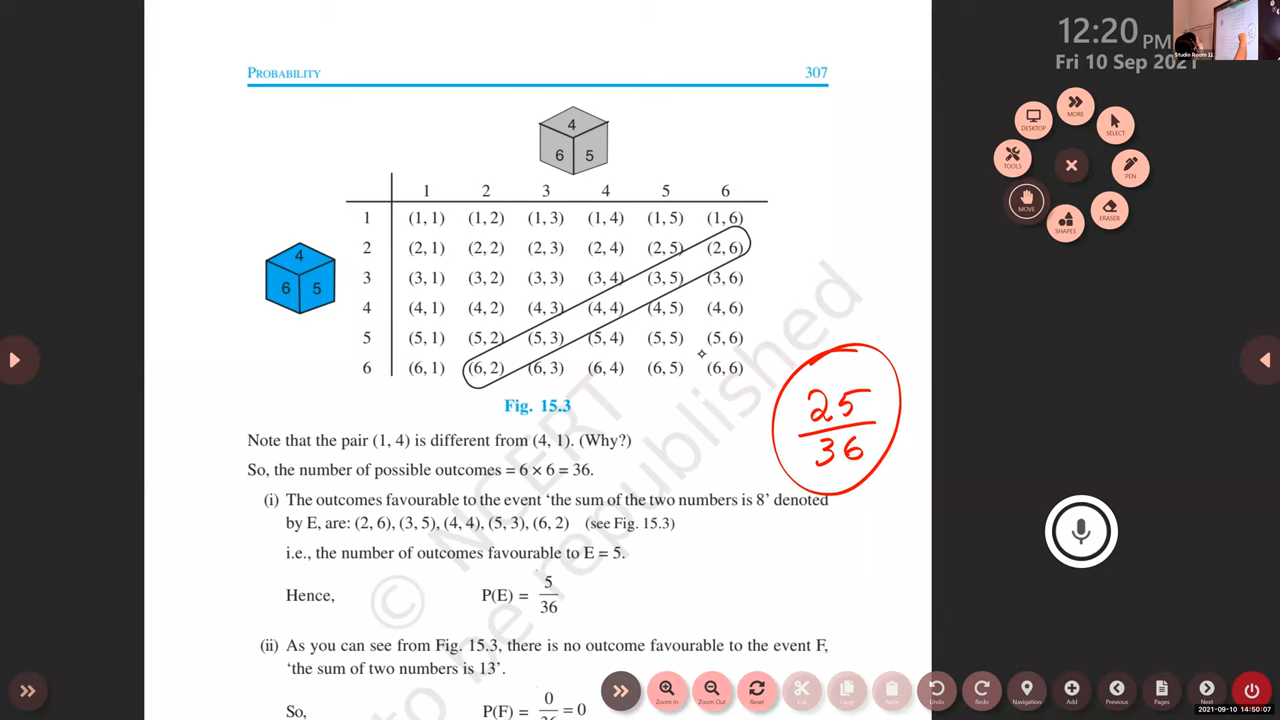 12:20 PM
Fri 10 Sep 2021
Studio Room 11
PROBABILITY 307
4
6 5
1 2 3 4 5 6
1 (1, 1) (1, 2) (1, 3) (1, 4) (1, 5) (1, 6)
2 (2, 1) (2, 2) (2, 3) (2, 4) (2, 5) (2, 6)
4
6 5
3 (3, 1) (3, 2) (3, 3) (3, 4) (3, 5) (3, 6)
4 (4, 1) (4, 2) (4, 3) (4, 4) (4, 5) (4, 6)
5 (5, 1) (5, 2) (5, 3) (5, 4) (5, 5) (5, 6)
6 (6, 1) (6, 2) (6, 3) (6, 4) (6, 5) (6, 6)
Fig. 15.3
25
36
Note that the pair (1, 4) is different from (4, 1). (Why?)
So, the number of possible outcomes = 6 × 6 = 36.
(i) The outcomes favourable to the event ‘the sum of the two numbers is 8’ denoted
by E, are: (2, 6), (3, 5), (4, 4), (5, 3), (6, 2) (see Fig. 15.3)
i.e., the number of outcomes favourable to E = 5.
Hence, P(E) = 5/36
(ii) As you can see from Fig. 15.3, there is no outcome favourable to the event F,
‘the sum of two numbers is 13’.
So, P(F) = 0/36 = 0
© NCERT
to be republished
MORE
DESKTOP
SELECT
TOOLS
PEN
MOVE
ERASER
SHAPES
Zoom In
Zoom Out
Reset
Cut
Copy
Paste
Undo
Redo
Navigation
Add
Previous
Pages
Next
2021-09-10 14:50:07